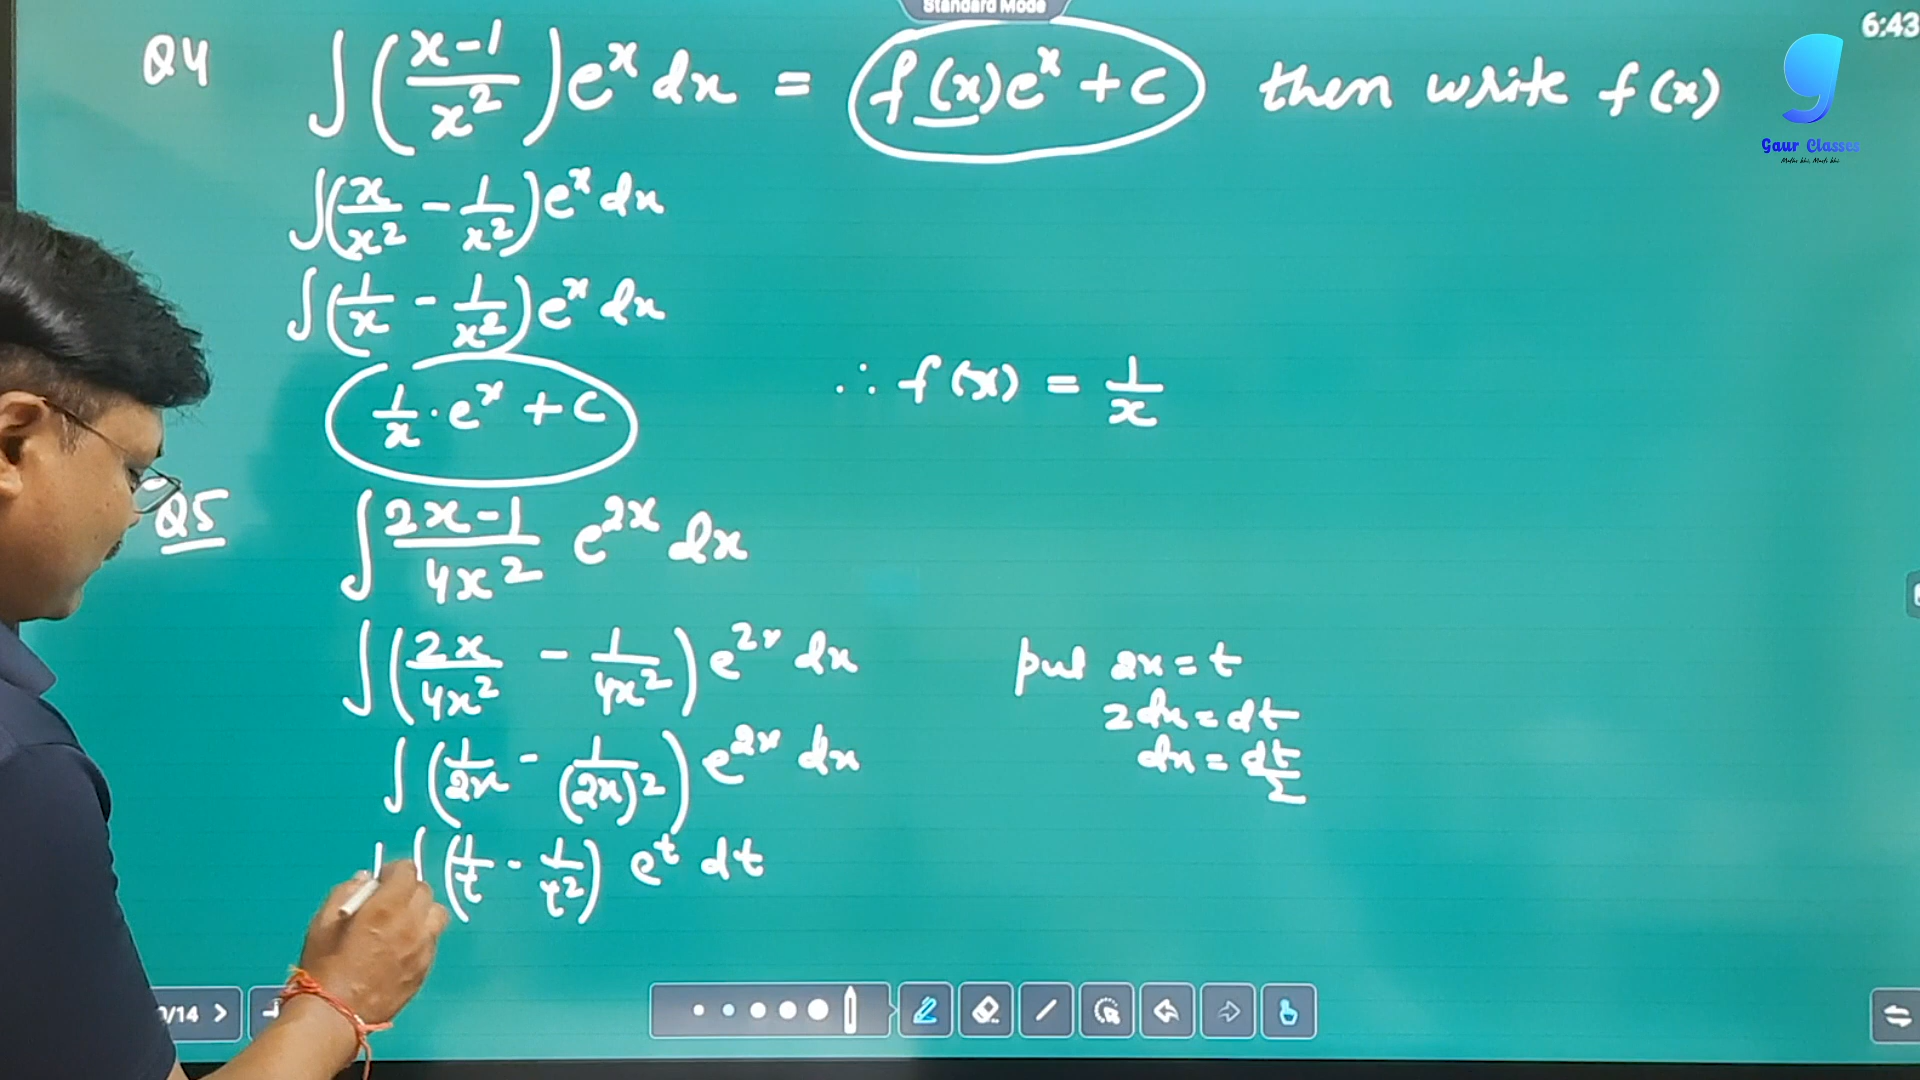 Standard Mode
6:43
Q4 ∫(x-1/x²)eˣ dx = f(x)eˣ + c then write f(x)
Gaur Classes
∫(x/x² - 1/x²)eˣ dx
∫(1/x - 1/x²)eˣ dx
1/x · eˣ + c ∴ f(x) = 1/x
Q5 ∫ 2x-1/4x² e²ˣ dx
∫(2x/4x² - 1/4x²) e²ˣ dx put 2x = t
2dx = dt
∫(1/2x - 1/(2x)²) e²ˣ dx dx = dt/2
∫(1/t - 1/t²) eᵗ dt
/14 >